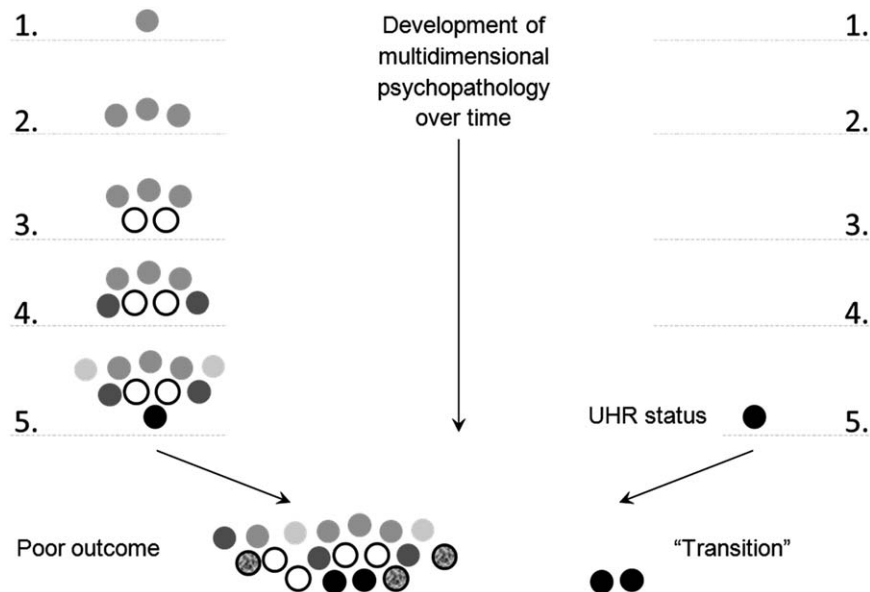 1.
Development of
multidimensional
psychopathology
over time
1.
2.
2.
3.
3.
4.
4.
5.
UHR status
5.
Poor outcome
“Transition”